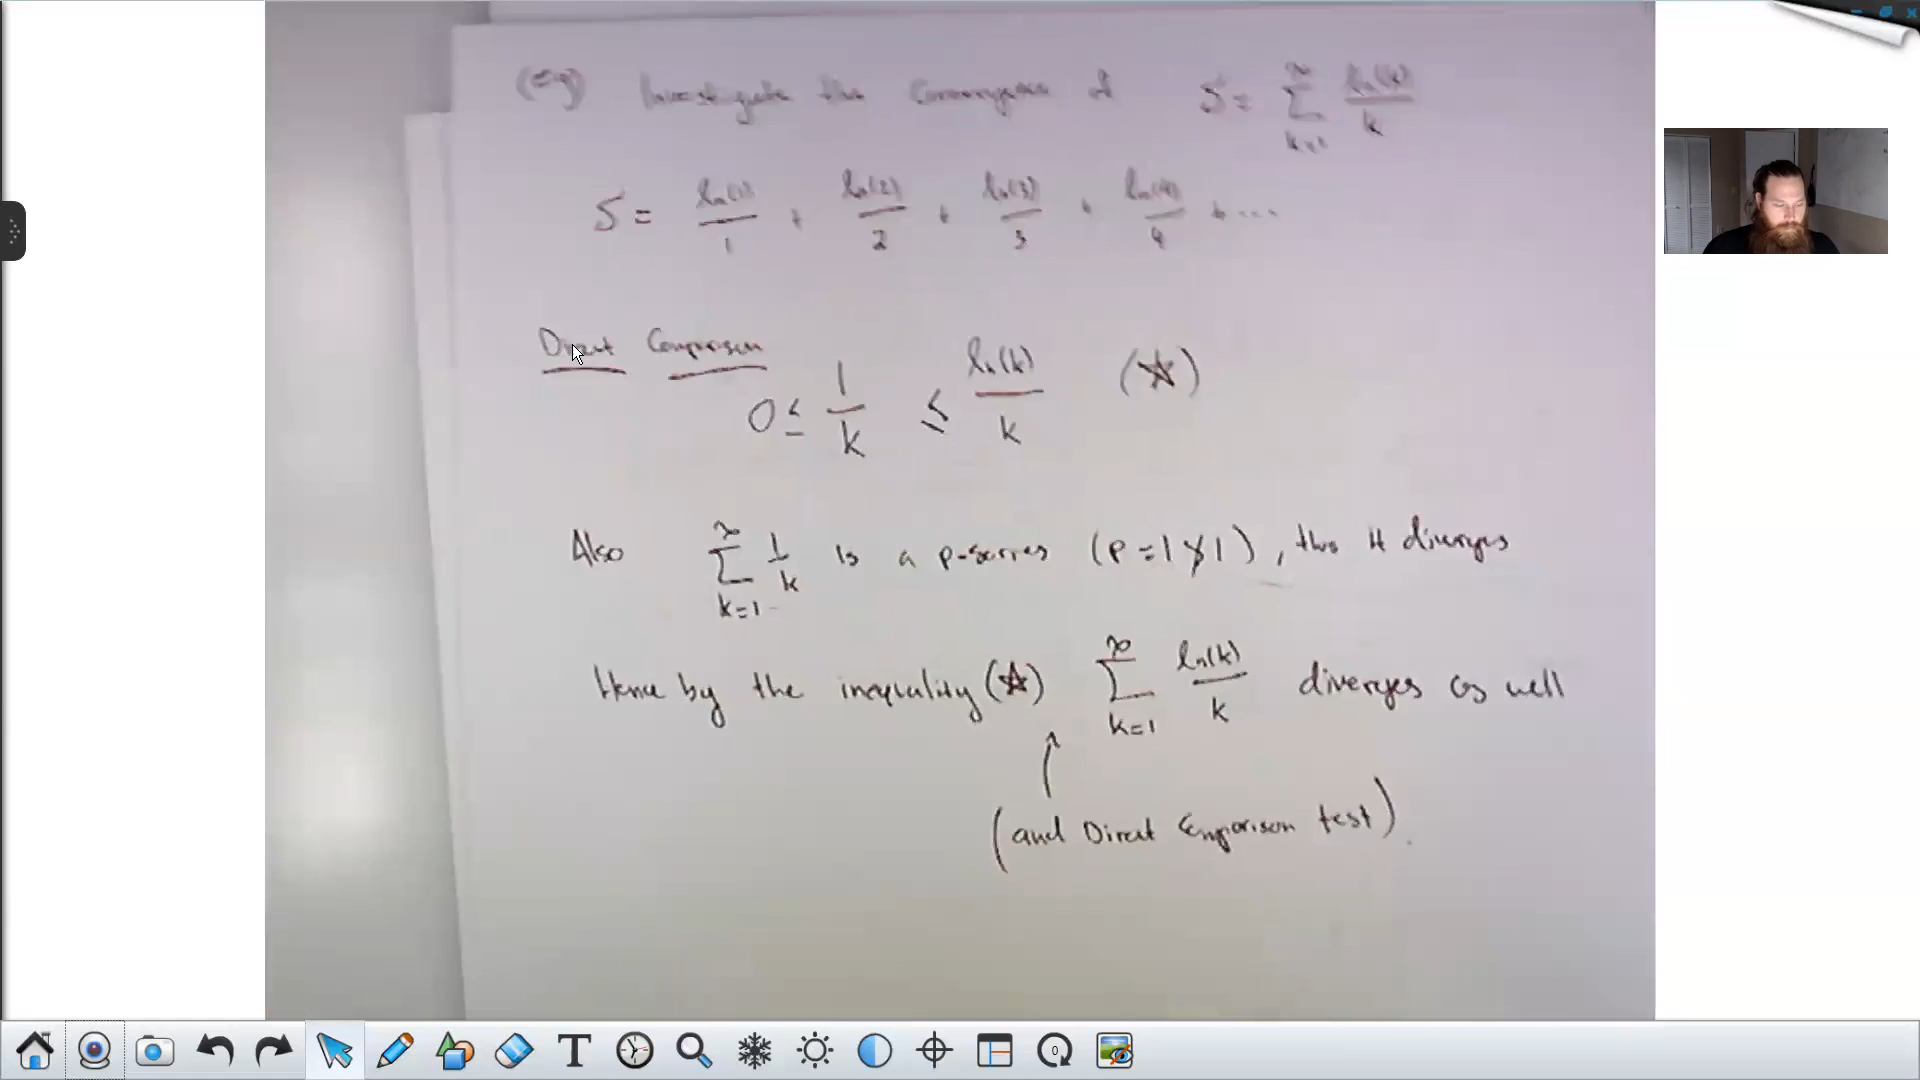 (eg) Investigate the Convergence of S = ∑_{k=1}^{∞} ln(k)/k
S = ln(1)/1 + ln(2)/2 + ln(3)/3 + ln(4)/4 + ...
Direct Comparison
0 ≤ 1/k ≤ ln(k)/k (☆)
Also ∑_{k=1}^{∞} 1/k is a p-series (p = 1 ≯ 1), thus it diverges
Hence by the inequality (☆) ∑_{k=1}^{∞} ln(k)/k diverges as well
(and Direct Comparison test).
T
0